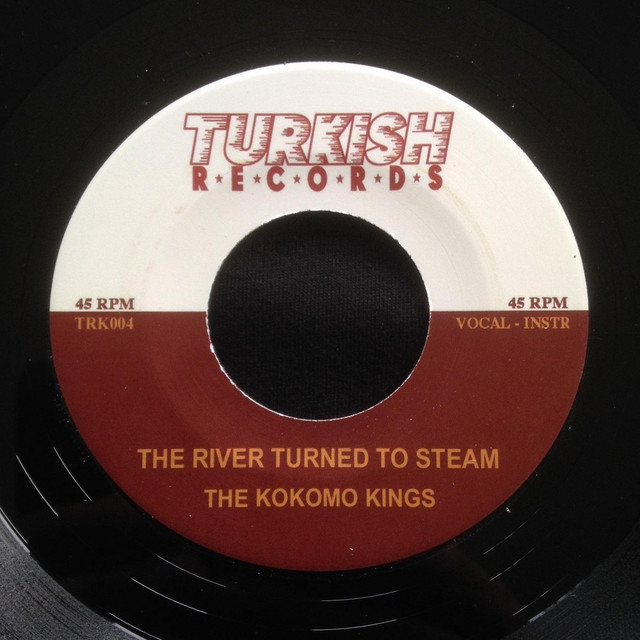 TURKISH
R★E★C★O★R★D★S
45 RPM 45 RPM
TRK004 VOCAL - INSTR
THE RIVER TURNED TO STEAM
THE KOKOMO KINGS